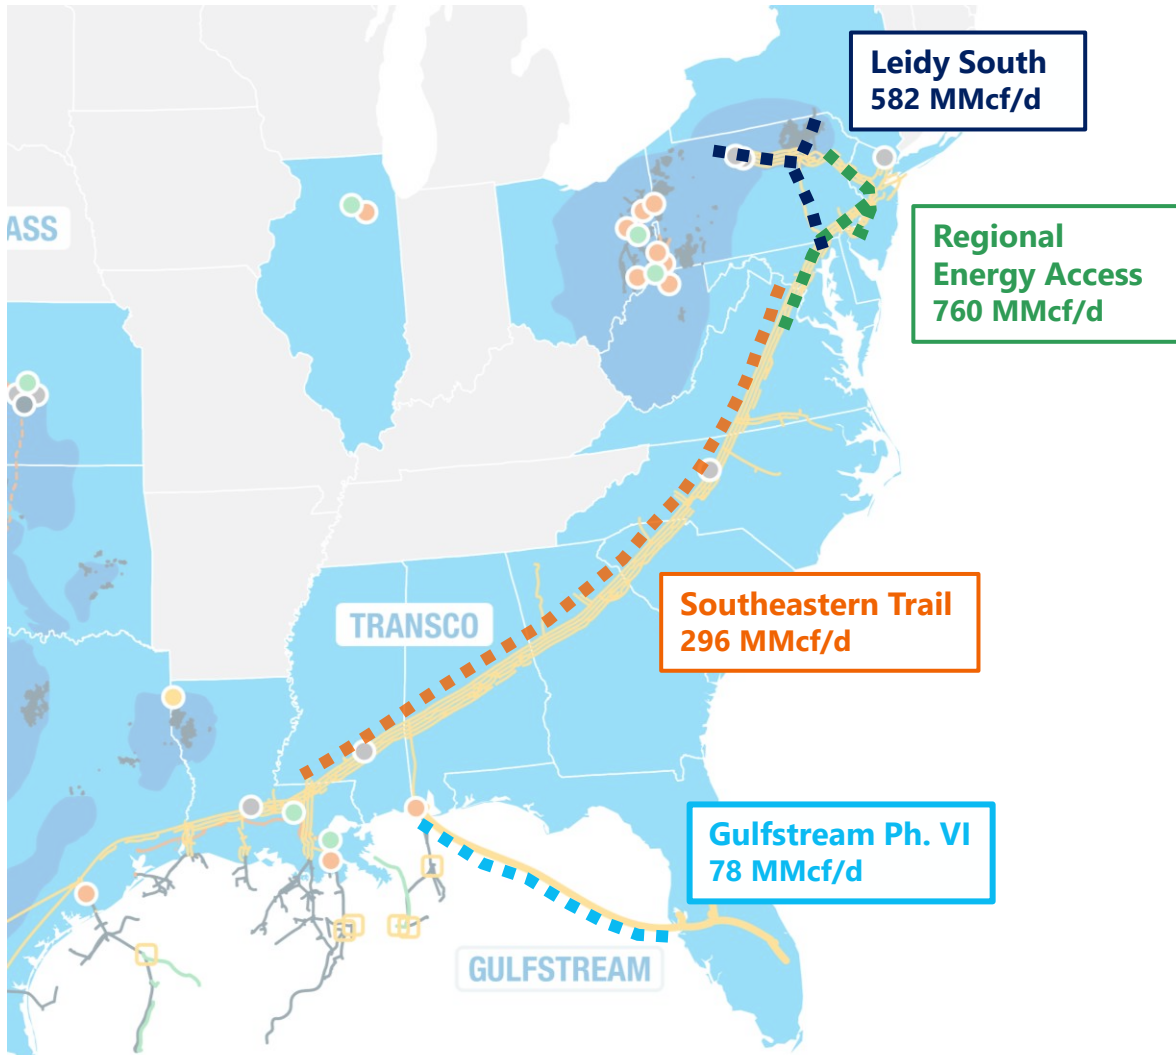 Leidy South
582 MMcf/d
ASS
Regional
Energy Access
760 MMcf/d
Southeastern Trail
296 MMcf/d
TRANSCO
Gulfstream Ph. VI
78 MMcf/d
GULFSTREAM